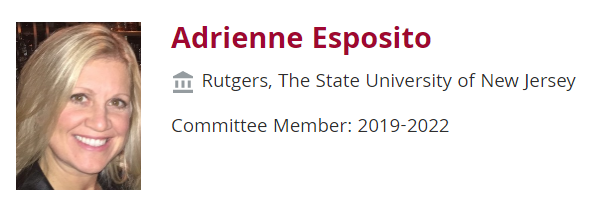 Adrienne Esposito
Rutgers, The State University of New Jersey
Committee Member: 2019-2022